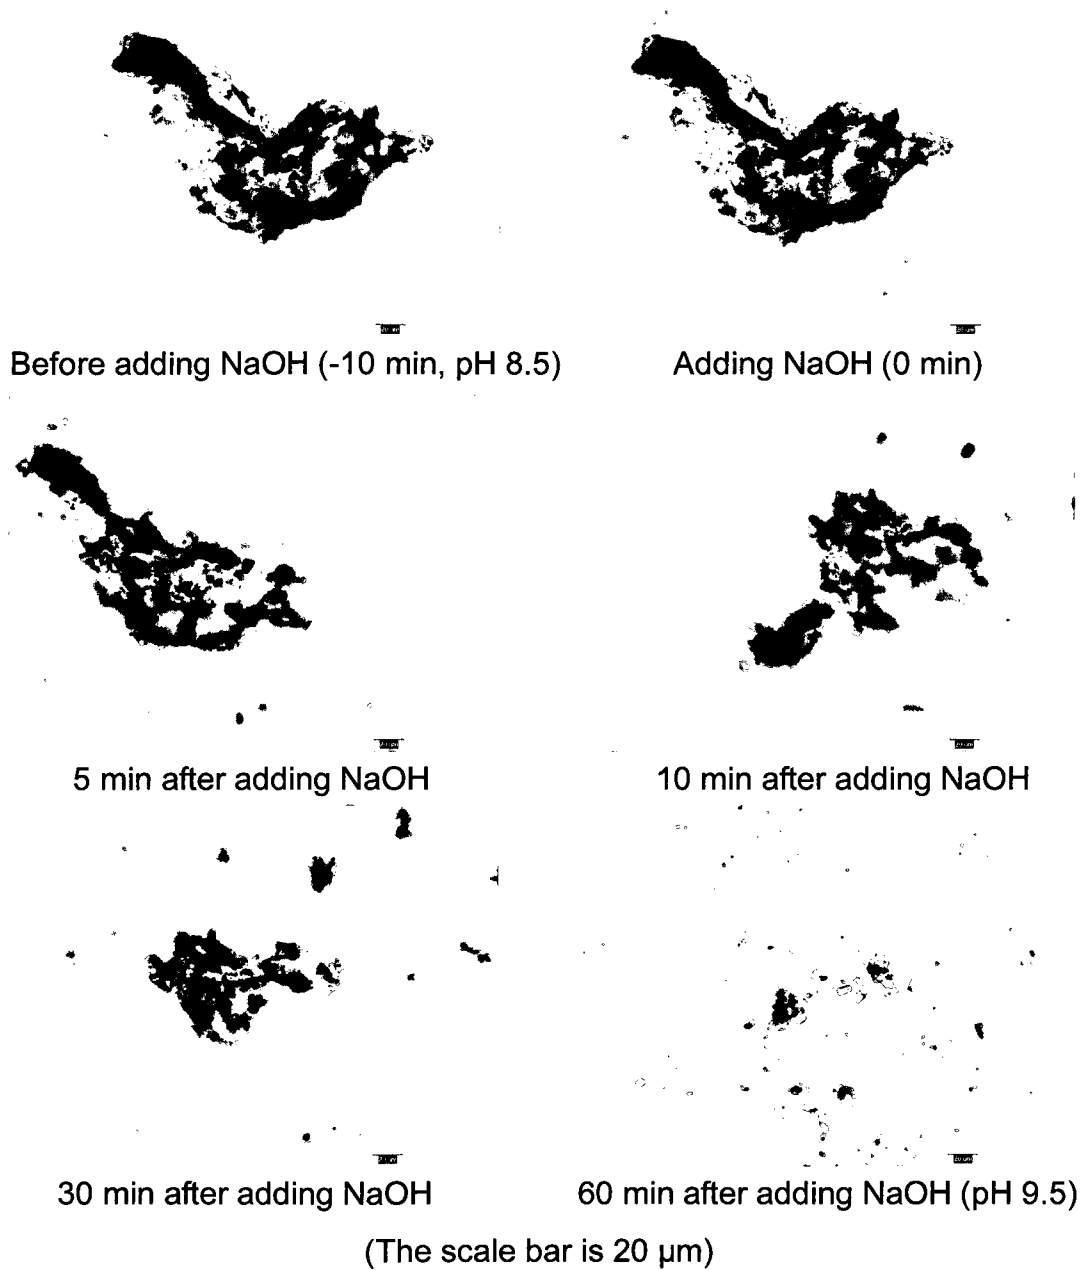 Before adding NaOH (-10 min, pH 8.5)
Adding NaOH (0 min)
5 min after adding NaOH
10 min after adding NaOH
30 min after adding NaOH
60 min after adding NaOH (pH 9.5)
(The scale bar is 20 μm)